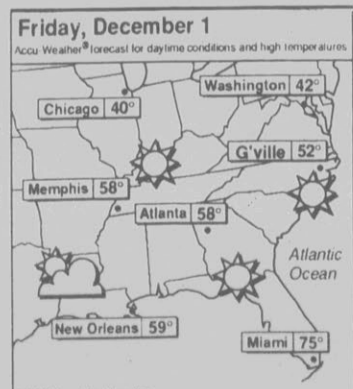 Friday, December 1
Accu-Weather® forecast for daytime conditions and high temperatures
Washington 42°
Chicago 40°
G'ville 52°
Memphis 58°
Atlanta 58°
Atlantic
Ocean
New Orleans 59°
Miami 75°